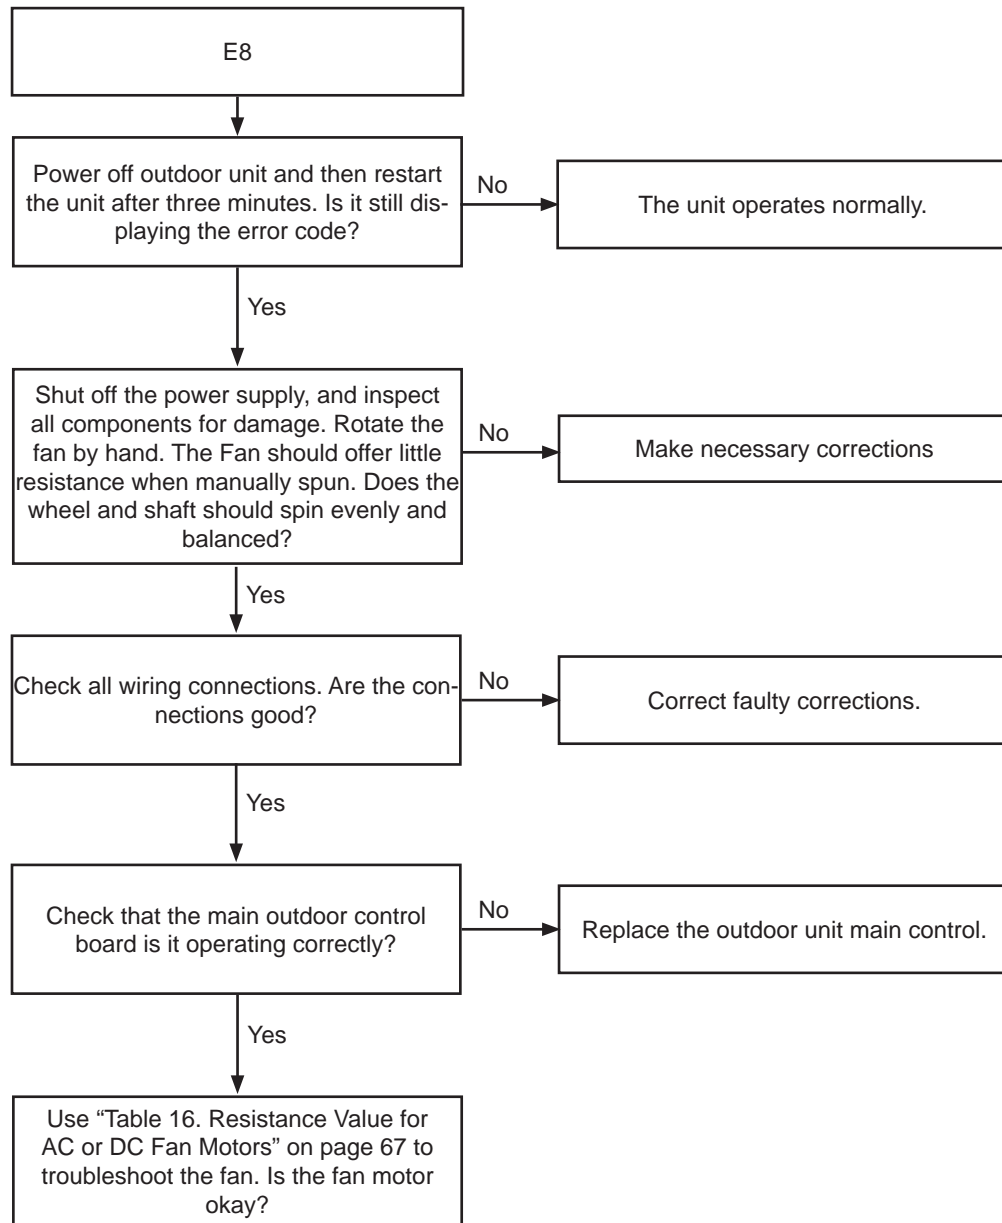 E8
Power off outdoor unit and then restart
the unit after three minutes. Is it still dis-
playing the error code?
No
The unit operates normally.
Yes
Shut off the power supply, and inspect
all components for damage. Rotate the
fan by hand. The Fan should offer little
resistance when manually spun. Does the
wheel and shaft should spin evenly and
balanced?
No
Make necessary corrections
Yes
Check all wiring connections. Are the con-
nections good?
No
Correct faulty corrections.
Yes
Check that the main outdoor control
board is it operating correctly?
No
Replace the outdoor unit main control.
Yes
Use “Table 16. Resistance Value for
AC or DC Fan Motors” on page 67 to
troubleshoot the fan. Is the fan motor
okay?